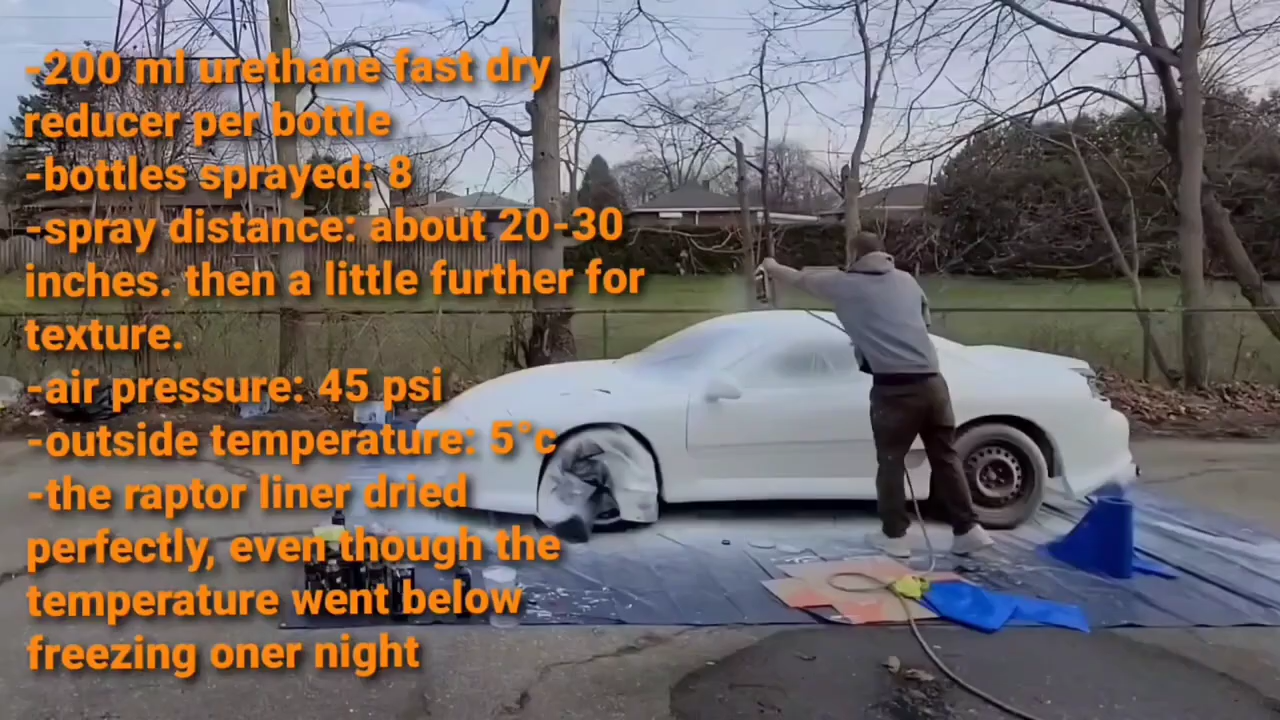 -200 ml urethane fast dry
reducer per bottle
-bottles sprayed: 8
-spray distance: about 20-30
inches. then a little further for
texture.
-air pressure: 45 psi
-outside temperature: 5°c
-the raptor liner dried
perfectly, even though the
temperature went below
freezing oner night